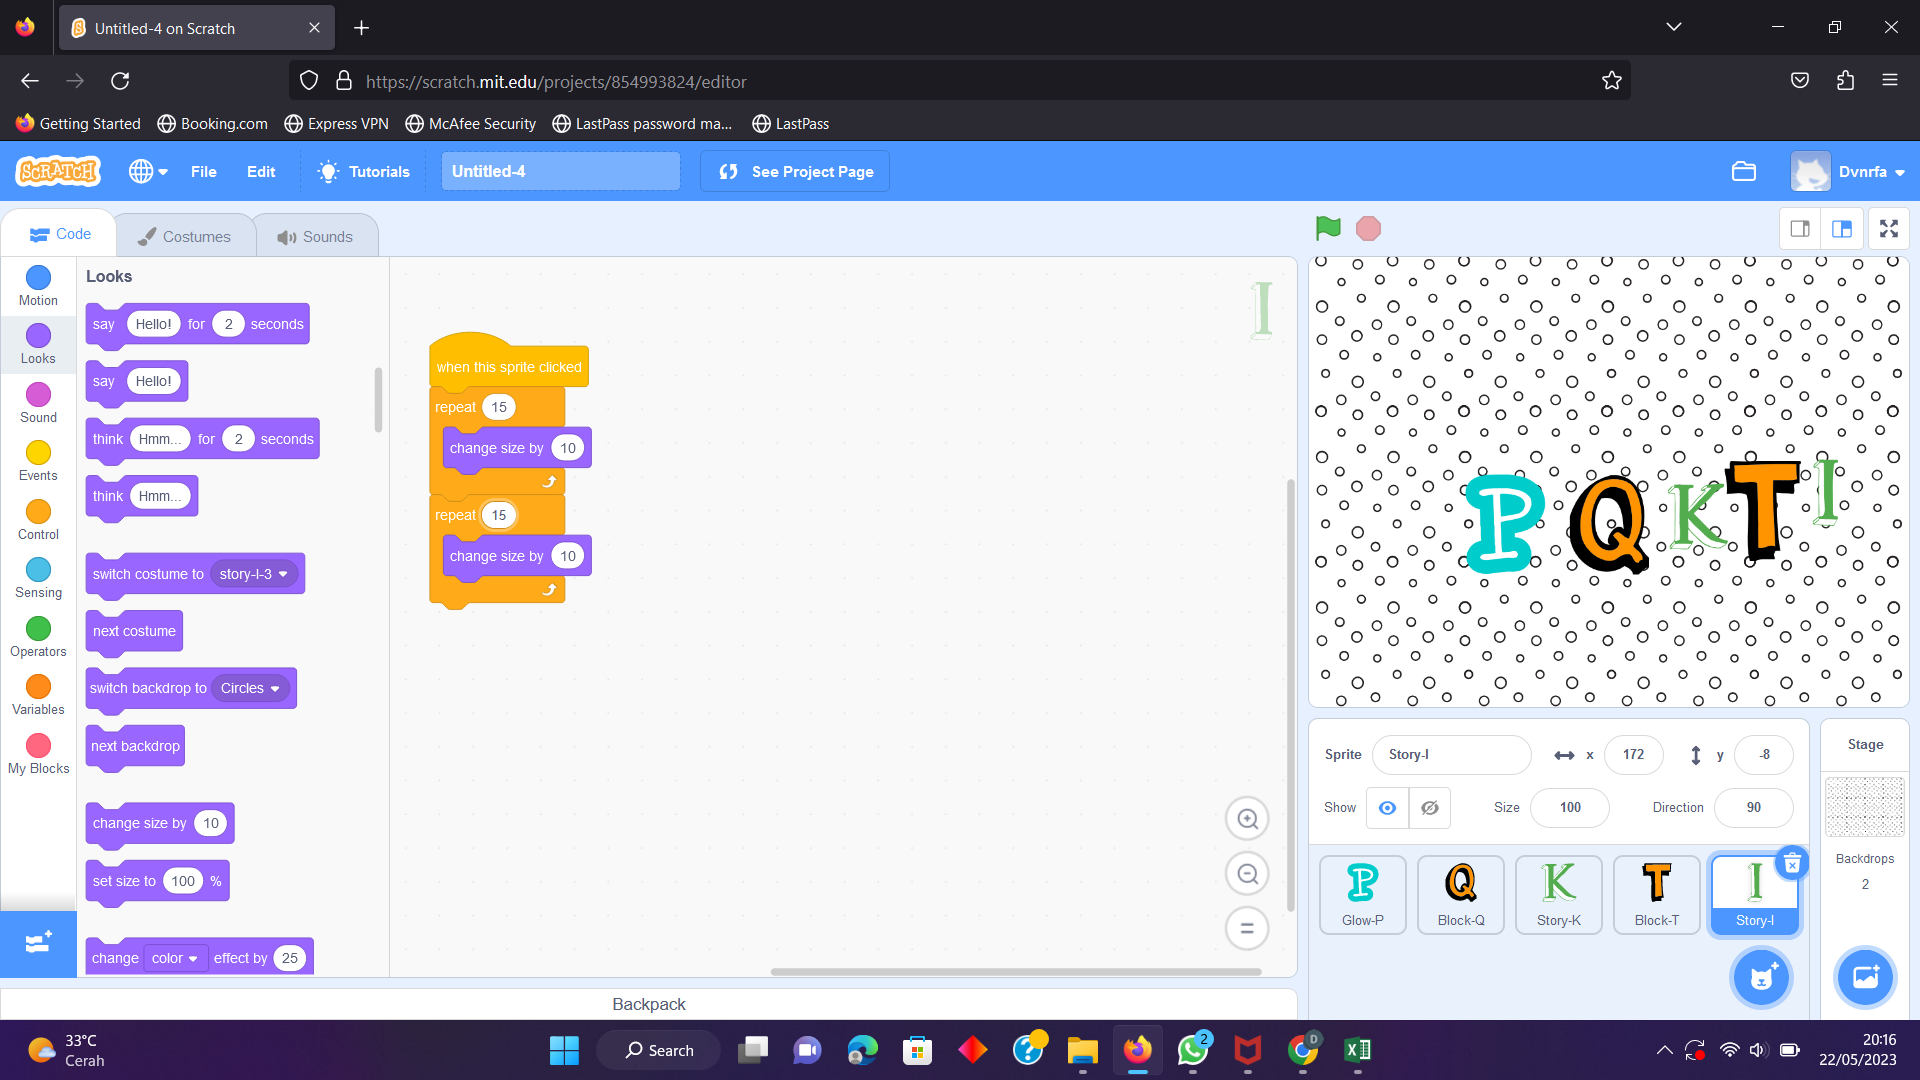 Untitled-4 on Scratch
https://scratch.mit.edu/projects/854993824/editor
Getting Started Booking.com Express VPN McAfee Security LastPass password ma... LastPass
SCRATCH File Edit Tutorials Untitled-4 See Project Page Dvnrfa
Code Costumes Sounds
Motion
Looks
Sound
Events
Control
Sensing
Operators
Variables
My Blocks
Looks
say Hello! for 2 seconds
say Hello!
think Hmm... for 2 seconds
think Hmm...
switch costume to story-I-3
next costume
switch backdrop to Circles
next backdrop
change size by 10
set size to 100 %
change color effect by 25
when this sprite clicked
repeat 15
change size by 10
repeat 15
change size by 10
I
Backpack
P Q K T I
Sprite Story-I x 172 y -8
Show Size 100 Direction 90
P Q K T I
Glow-P Block-Q Story-K Block-T Story-I
Stage
Backdrops
2
33°C
Cerah
Search
2
D
20:16
22/05/2023